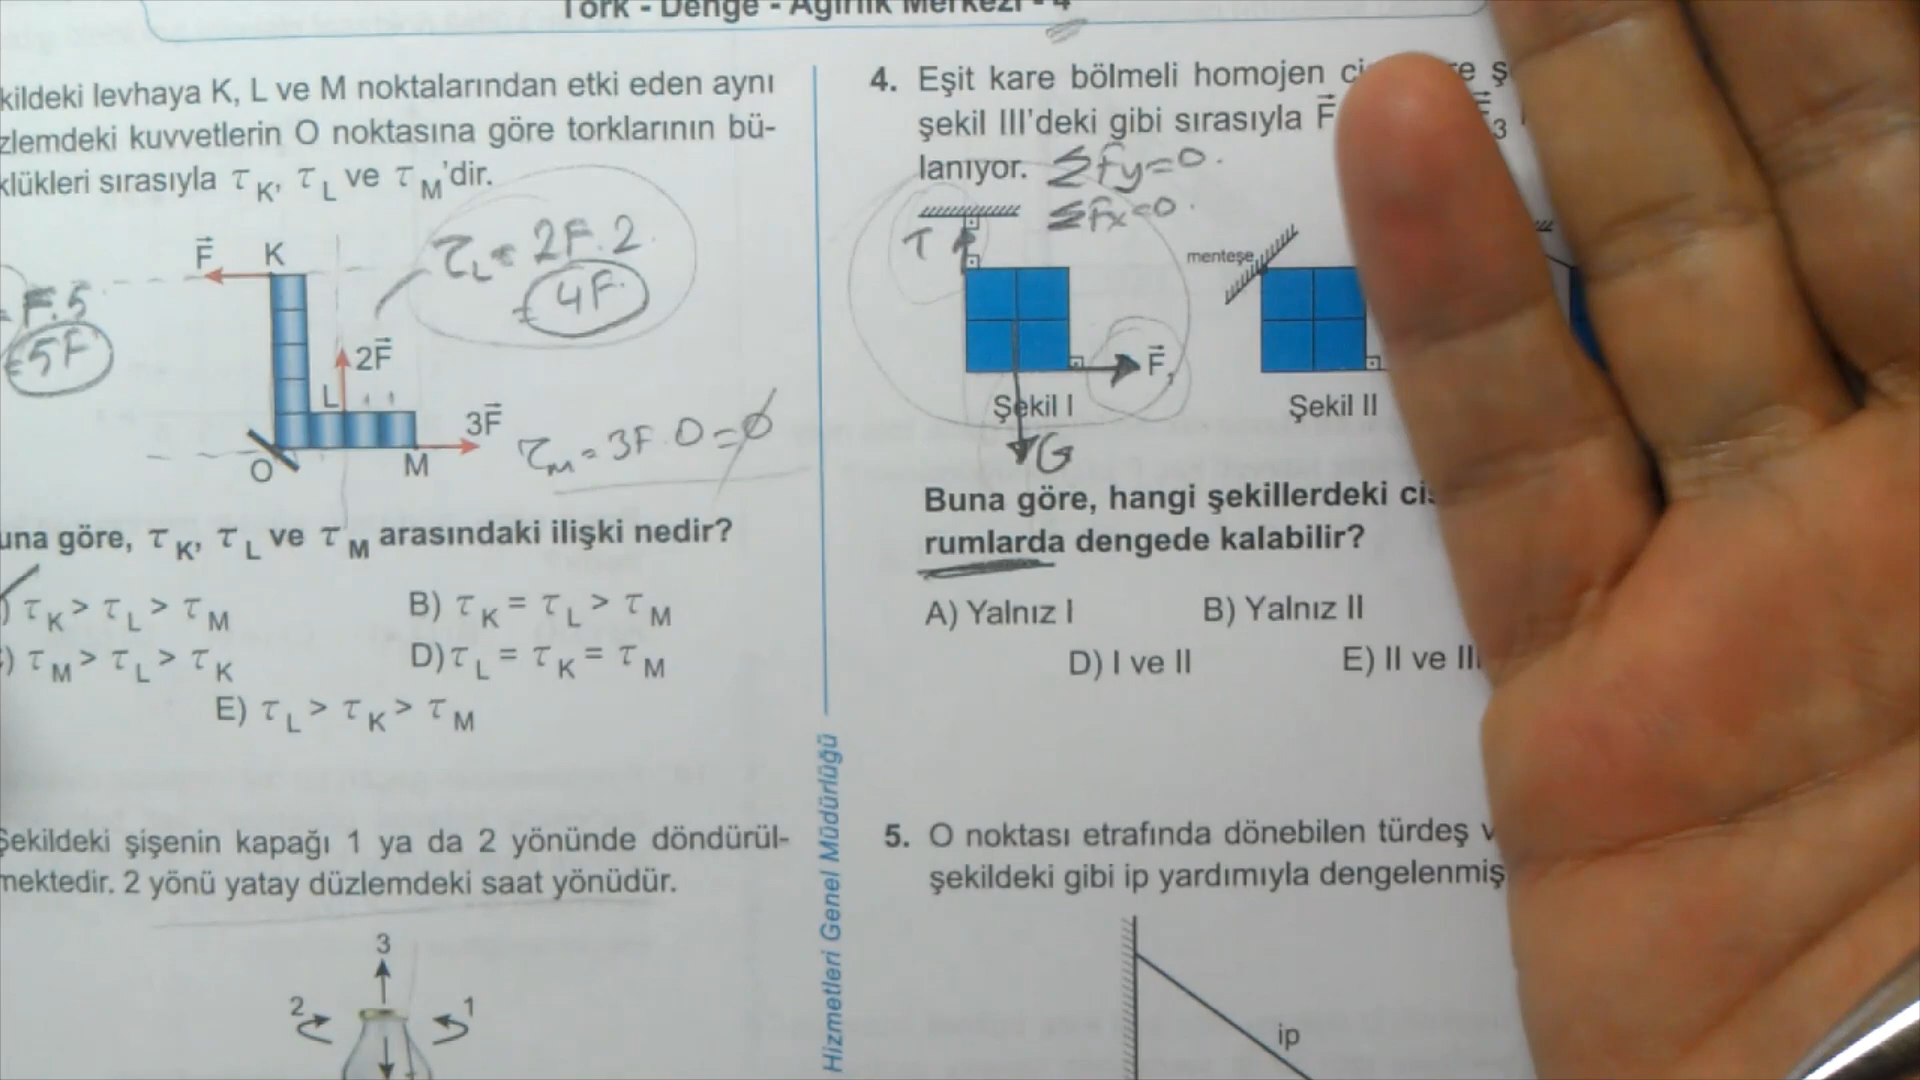 Tork - Denge - Ağırlık Merkezi - 4
kildeki levhaya K, L ve M noktalarından etki eden aynı
zlemdeki kuvvetlerin O noktasına göre torklarının bü-
klükleri sırasıyla τK, τL ve τM'dir.
F K
τL = 2F.2
= 4F
= F.5
= 5F
2F
L
3F
O M
τM = 3F.0 = 0
una göre, τK, τL ve τM arasındaki ilişki nedir?
) τK > τL > τM B) τK = τL > τM
) τM > τL > τK D) τL = τK = τM
E) τL > τK > τM
Şekildeki şişenin kapağı 1 ya da 2 yönünde döndürül-
mektedir. 2 yönü yatay düzlemdeki saat yönüdür.
3
2 1
Hizmetleri Genel Müdürlüğü
4. Eşit kare bölmeli homojen
şekil III'deki gibi sırasıyla F 3
lanıyor. Σfy=0.
Σfx=0.
T
menteşe
F1
Şekil I Şekil II
G
Buna göre, hangi şekillerdeki
rumlarda dengede kalabilir?
A) Yalnız I B) Yalnız II
D) I ve II E) II ve III
5. O noktası etrafında dönebilen türdeş
şekildeki gibi ip yardımıyla dengelenmiş
ip